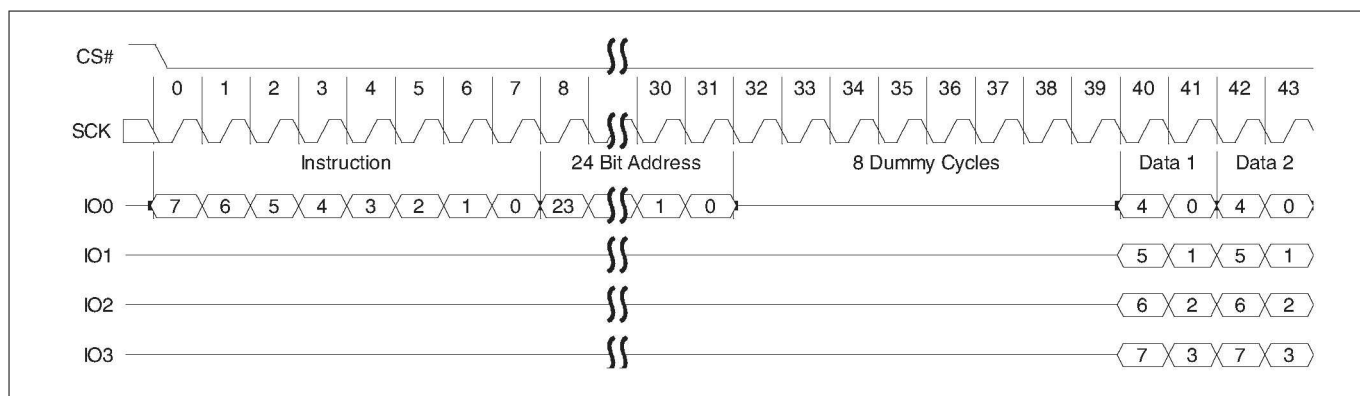 CS#
0 1 2 3 4 5 6 7 8 30 31 32 33 34 35 36 37 38 39 40 41 42 43
SCK
Instruction 24 Bit Address 8 Dummy Cycles Data 1 Data 2
IO0 7 6 5 4 3 2 1 0 23 1 0 4 0 4 0
IO1 5 1 5 1
IO2 6 2 6 2
IO3 7 3 7 3